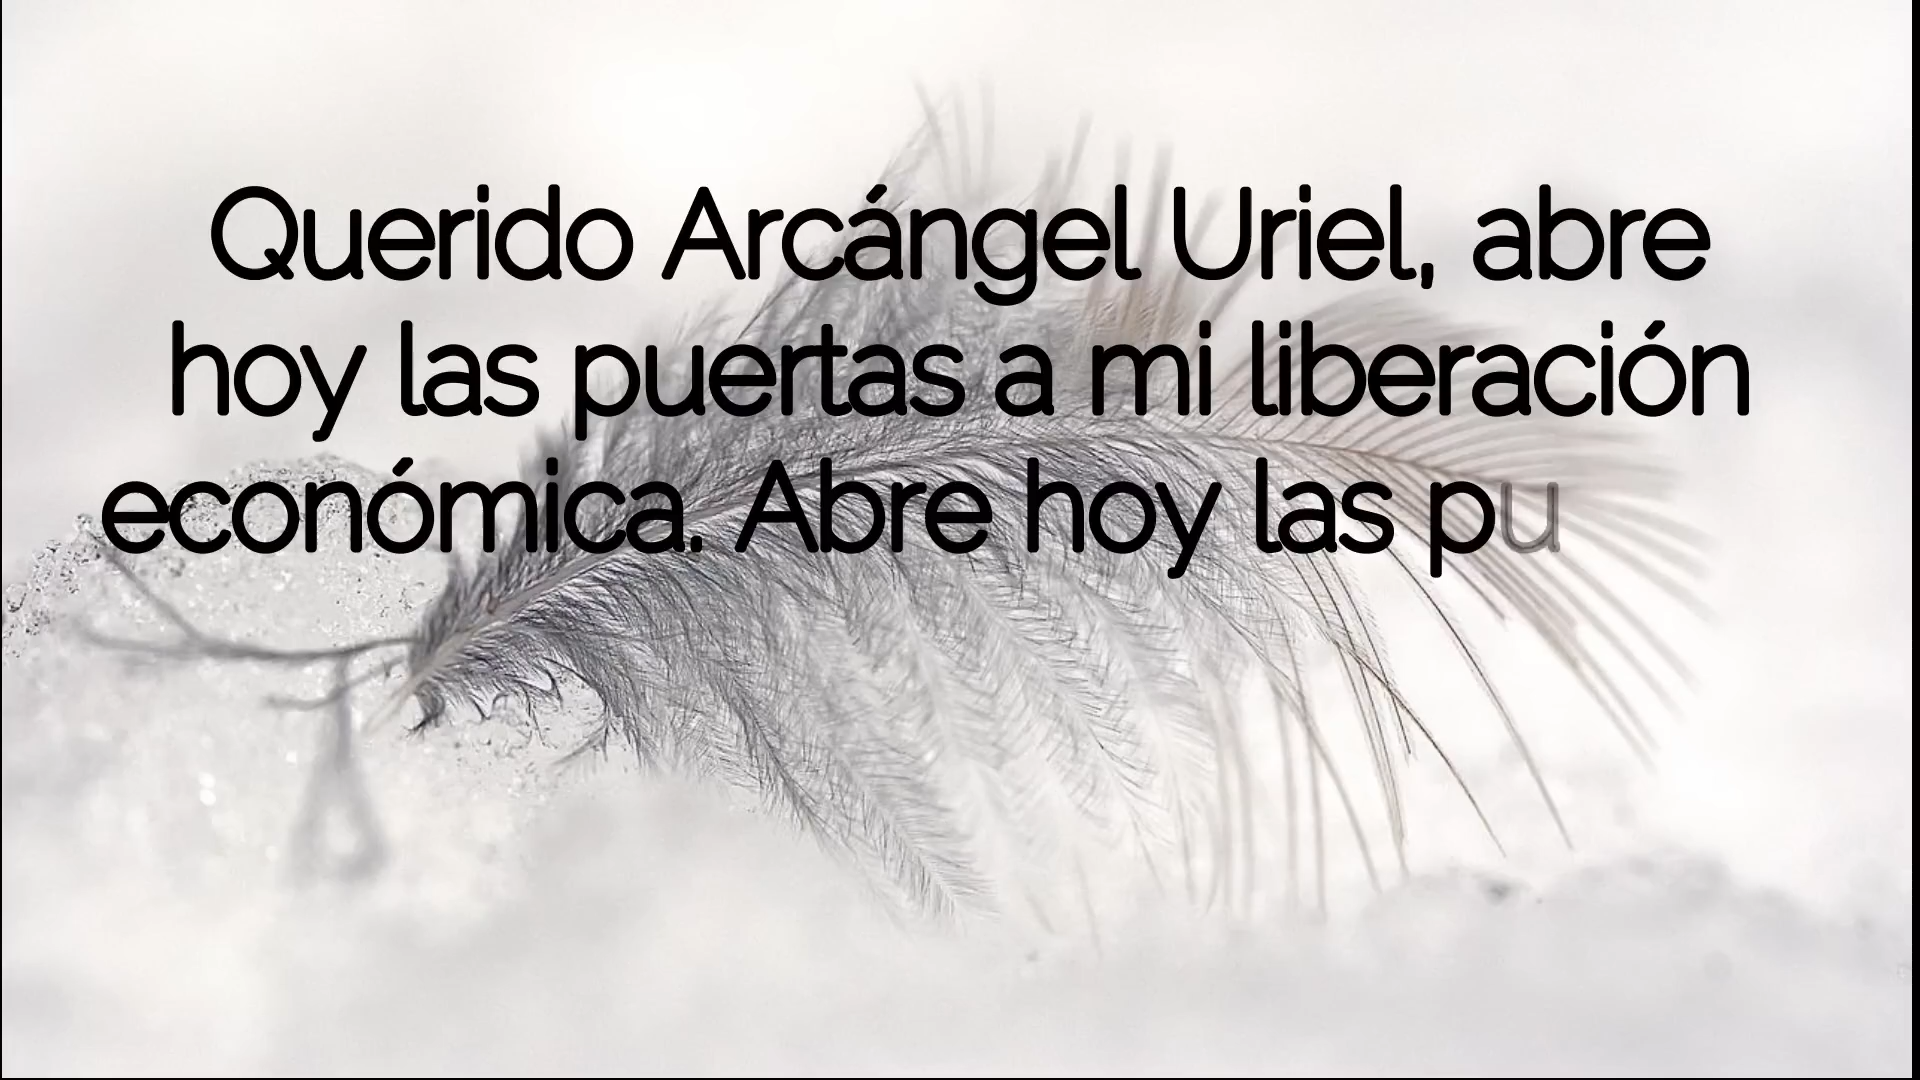 Querido Arcángel Uriel, abre
hoy las puertas a mi liberación
económica. Abre hoy las pu